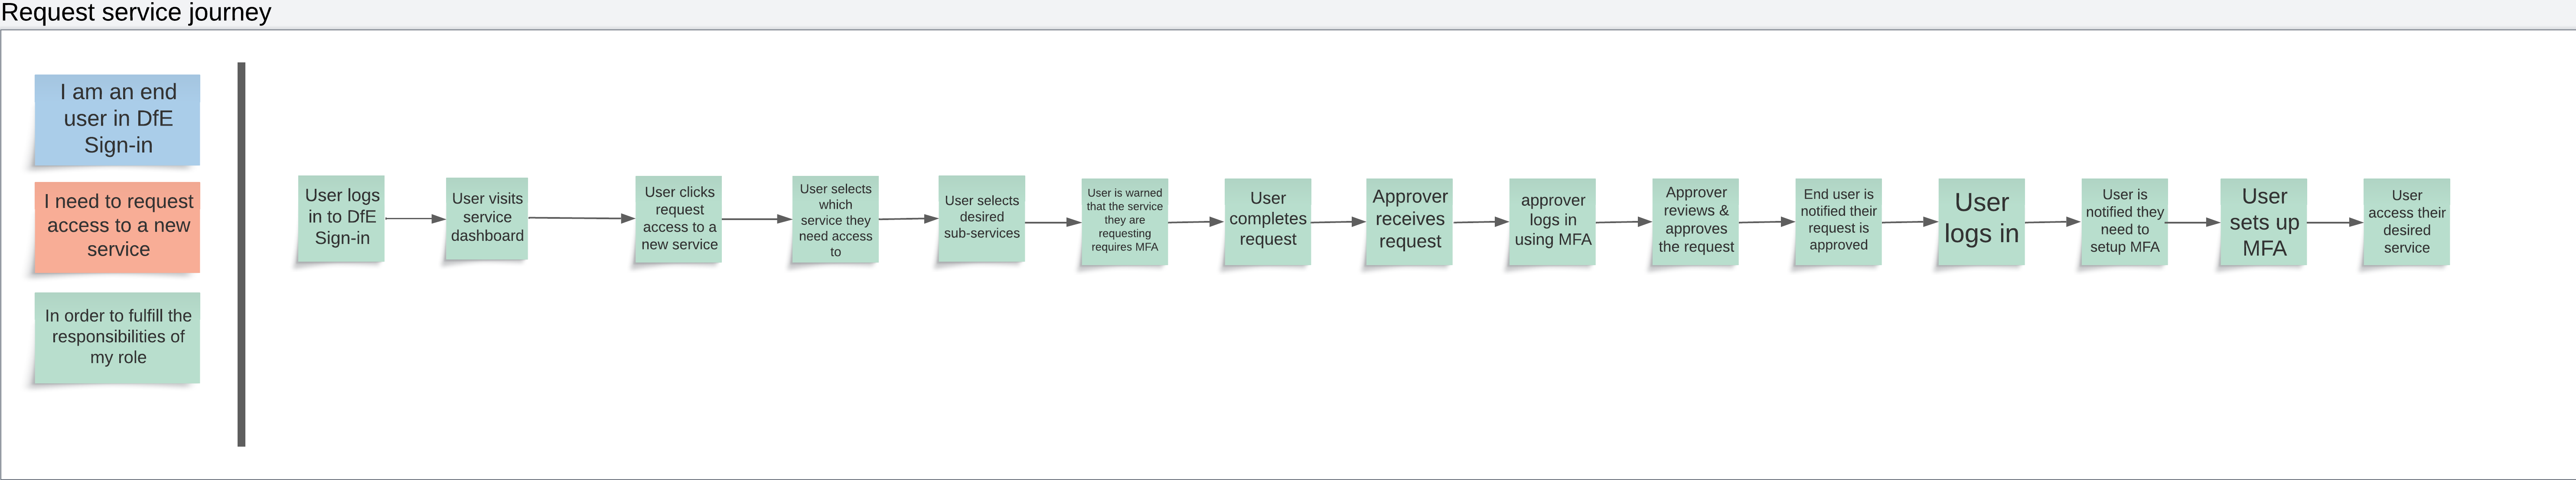 Request service journey
I am an end
user in DfE
Sign-in
I need to request
access to a new
service
In order to fulfill the
responsibilities of
my role
User logs
in to DfE
Sign-in
User visits
service
dashboard
User clicks
request
access to a
new service
User selects
which
service they
need access
to
User selects
desired
sub-services
User is warned
that the service
they are
requesting
requires MFA
User
completes
request
Approver
receives
request
approver
logs in
using MFA
Approver
reviews &
approves
the request
End user is
notified their
request is
approved
User
logs in
User is
notified they
need to
setup MFA
User
sets up
MFA
User
access their
desired
service